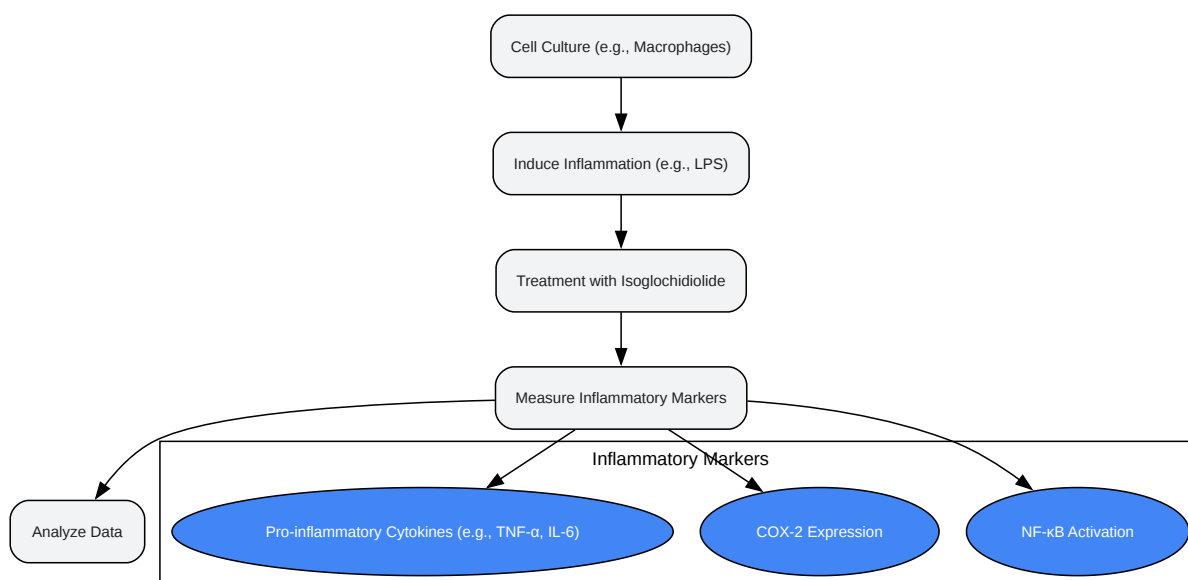 Cell Culture (e.g., Macrophages)
Induce Inflammation (e.g., LPS)
Treatment with Isoglochidiolide
Measure Inflammatory Markers
Inflammatory Markers
Analyze Data
Pro-inflammatory Cytokines (e.g., TNF-α, IL-6)
COX-2 Expression
NF-κB Activation